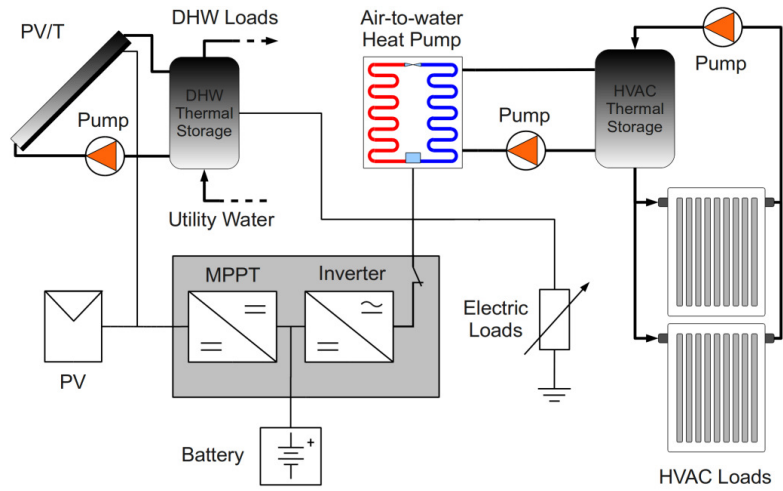 DHW Loads
Air-to-water
Heat Pump
PV/T
Pump
DHW
Thermal
Storage
HVAC
Thermal
Storage
Pump
Pump
Utility Water
MPPT
Inverter
Electric
Loads
PV
Battery
+
HVAC Loads